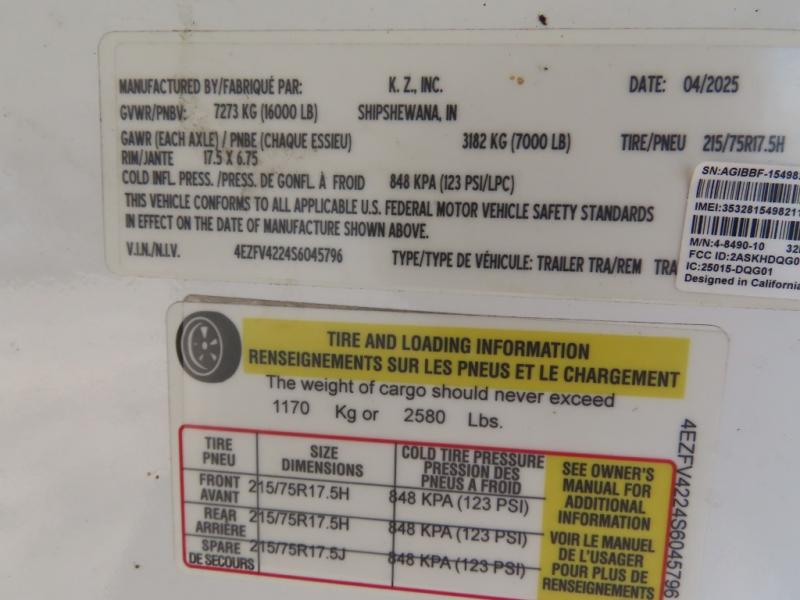 MANUFACTURED BY/FABRIQUÉ PAR: K. Z., INC. DATE: 04/2025
GVWR/PNBV: 7273 KG (16000 LB) SHIPSHEWANA, IN
GAWR (EACH AXLE) / PNBE (CHAQUE ESSIEU) 3182 KG (7000 LB) TIRE/PNEU 215/75R17.5H
RIM/JANTE 17.5 X 6.75
COLD INFL. PRESS./PRESS. DE GONFL. À FROID 848 KPA (123 PSI/LPC)
THIS VEHICLE CONFORMS TO ALL APPLICABLE U.S. FEDERAL MOTOR VEHICLE SAFETY STANDARDS
IN EFFECT ON THE DATE OF MANUFACTURE SHOWN ABOVE.
V.I.N./N.I.V. 4EZFV4224S6045796 TYPE/TYPE DE VÉHICULE: TRAILER TRA/REM TRA
SN:AGIBBF-15498
IMEI:35328154982
M/N:4-8490-10 32
FCC ID:2ASKHDQG0
IC:25015-DQG01
Designed in California
TIRE AND LOADING INFORMATION
RENSEIGNEMENTS SUR LES PNEUS ET LE CHARGEMENT
The weight of cargo should never exceed
1170 Kg or 2580 Lbs.
TIRE
PNEU
SIZE
DIMENSIONS
COLD TIRE PRESSURE
PRESSION DES
PNEUS A FROID
FRONT
AVANT
215/75R17.5H
848 KPA (123 PSI)
REAR
ARRIÈRE
215/75R17.5H
848 KPA (123 PSI)
SPARE
DE SECOURS
215/75R17.5J
848 KPA (123 PSI)
SEE OWNER'S
MANUAL FOR
ADDITIONAL
INFORMATION
VOIR LE MANUEL
DE L'USAGER
POUR PLUS DE
RENSEIGNEMENTS
4EZFV4224S6045796